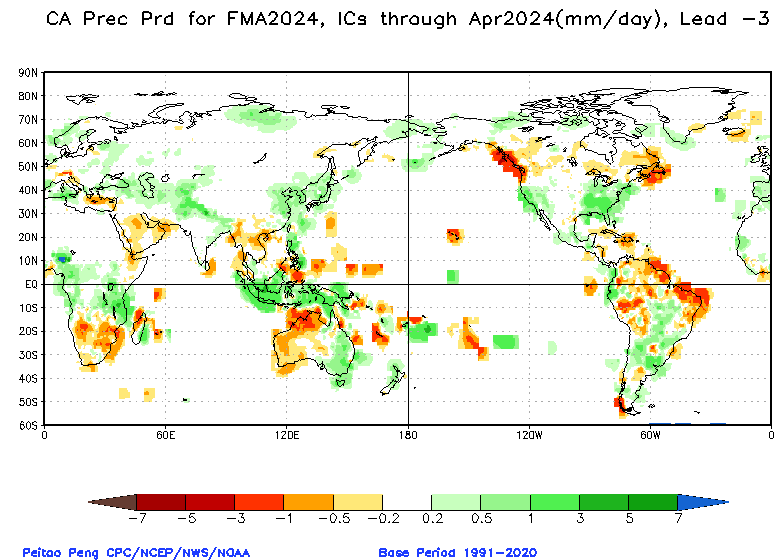 CA Prec Prd for FMA2024, ICs through Apr2024(mm/day), Lead -3
90N
80N
70N
60N
50N
40N
30N
20N
10N
EQ
10S
20S
30S
40S
50S
60S
0 60E 120E 180 120W 60W 0
-7 -5 -3 -1 -0.5 -0.2 0.2 0.5 1 3 5 7
Peitao Peng CPC/NCEP/NWS/NOAA Base Period 1991-2020